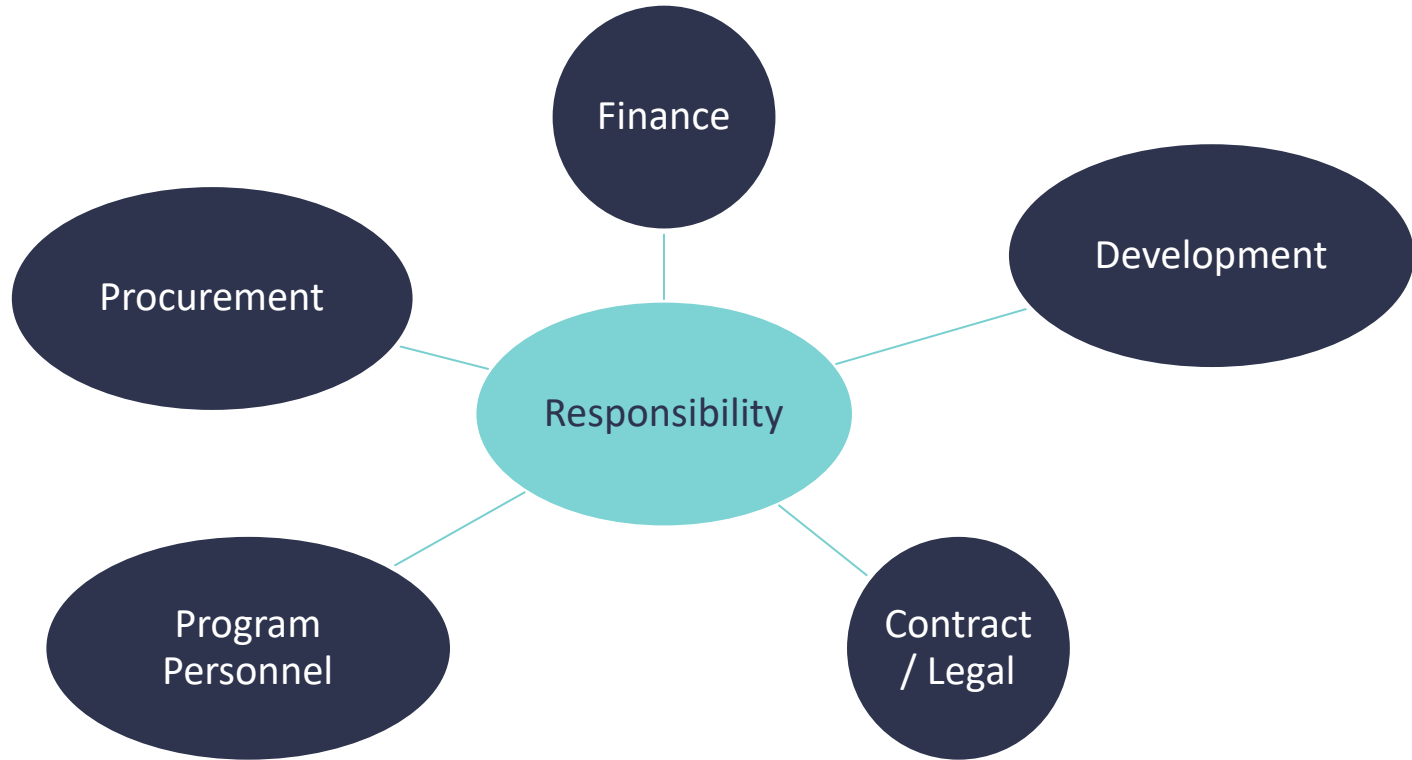 Finance
Development
Procurement
Responsibility
Program
Personnel
Contract
/ Legal